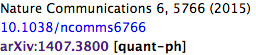 Nature Communications 6, 5766 (2015)
10.1038/ncomms6766
arXiv:1407.3800 [quant-ph]